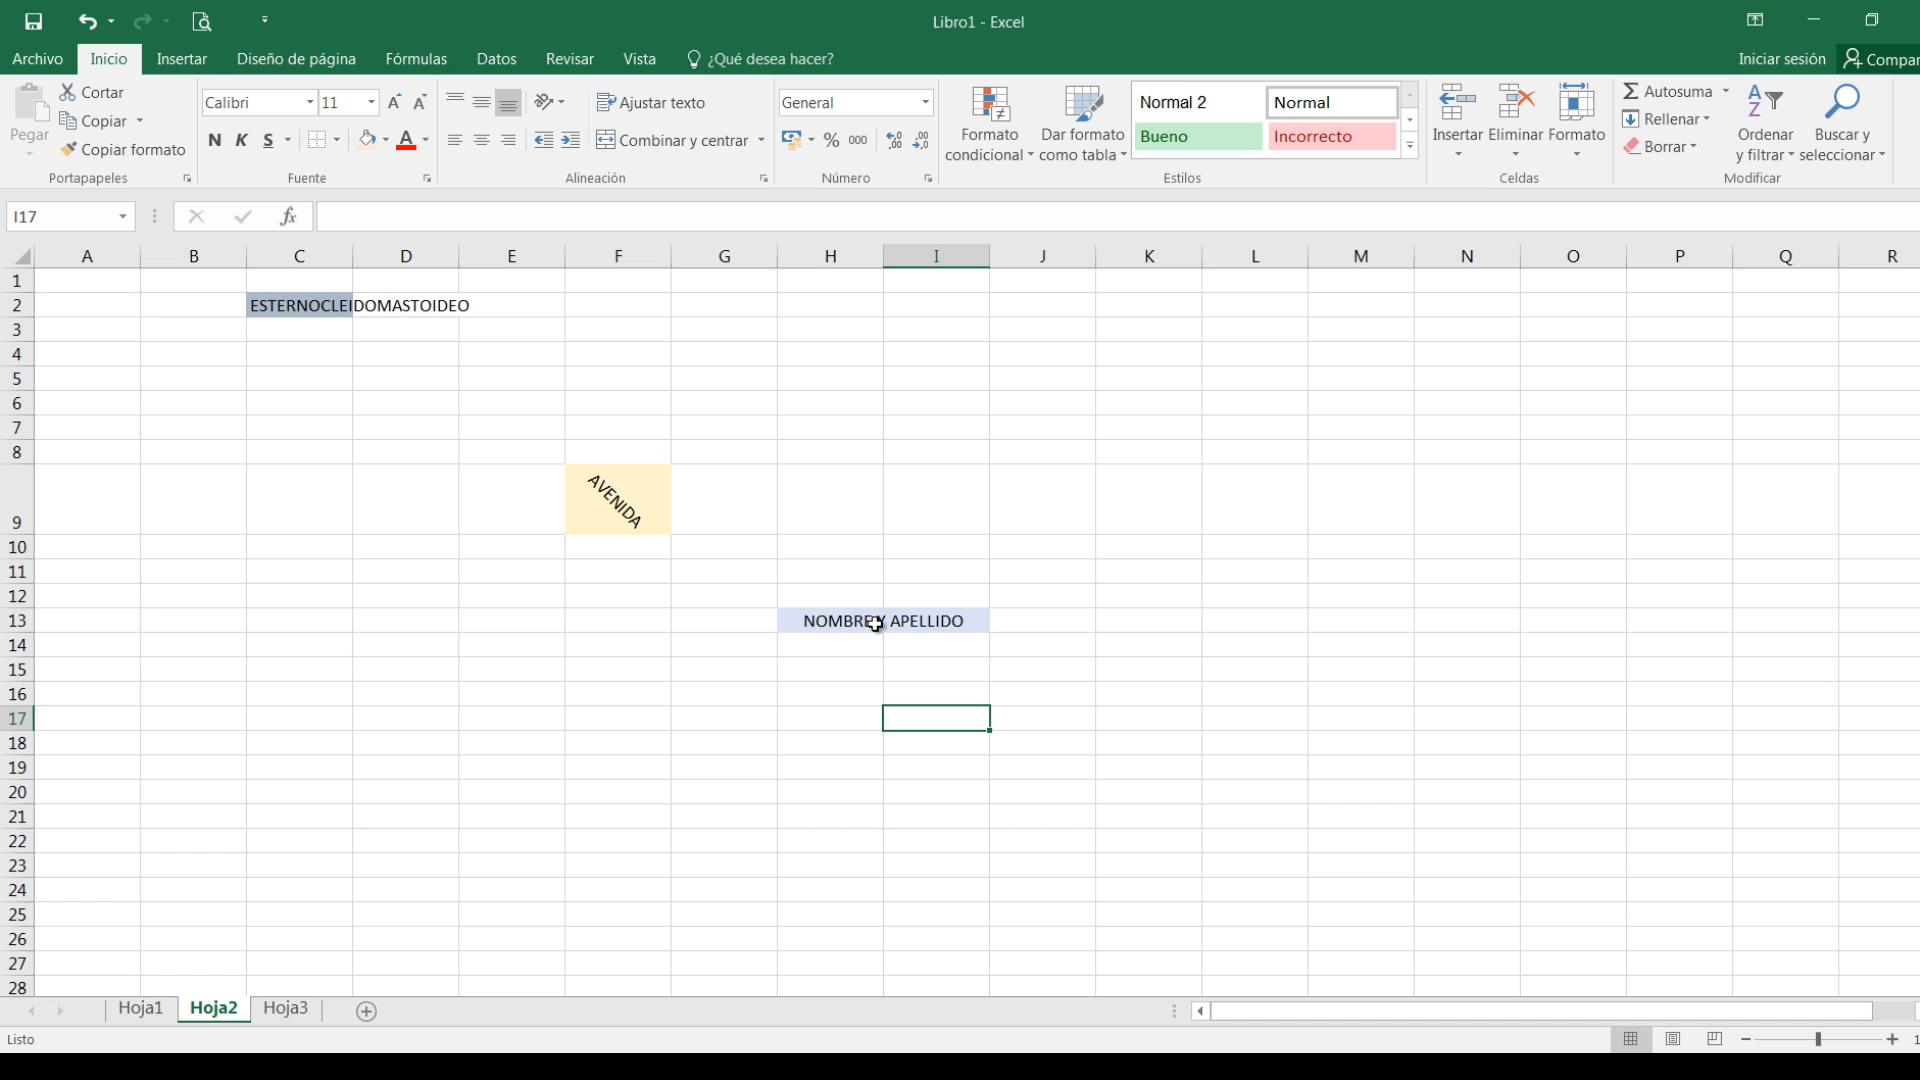 Libro1 - Excel
Archivo Inicio Insertar Diseño de página Fórmulas Datos Revisar Vista ¿Qué desea hacer? Iniciar sesión Compar
Pegar Cortar
Copiar
Copiar formato
Portapapeles
Calibri 11
N K S A
Fuente
Ajustar texto
Combinar y centrar
Alineación
General
% 000
Número
Formato condicional
Dar formato como tabla
Normal 2 Normal
Bueno Incorrecto
Estilos
Insertar Eliminar Formato
Celdas
Autosuma
Rellenar
Borrar
Ordenar y filtrar
Buscar y seleccionar
Modificar
I17 fx
A B C D E F G H I J K L M N O P Q R
1
2 ESTERNOCLEIDOMASTOIDEO
3
4
5
6
7
8
9 AVENIDA
10
11
12
13 NOMBRE Y APELLIDO
14
15
16
17
18
19
20
21
22
23
24
25
26
27
28
Hoja1 Hoja2 Hoja3
Listo